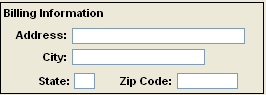 Billing Information
Address:
City:
State: Zip Code: